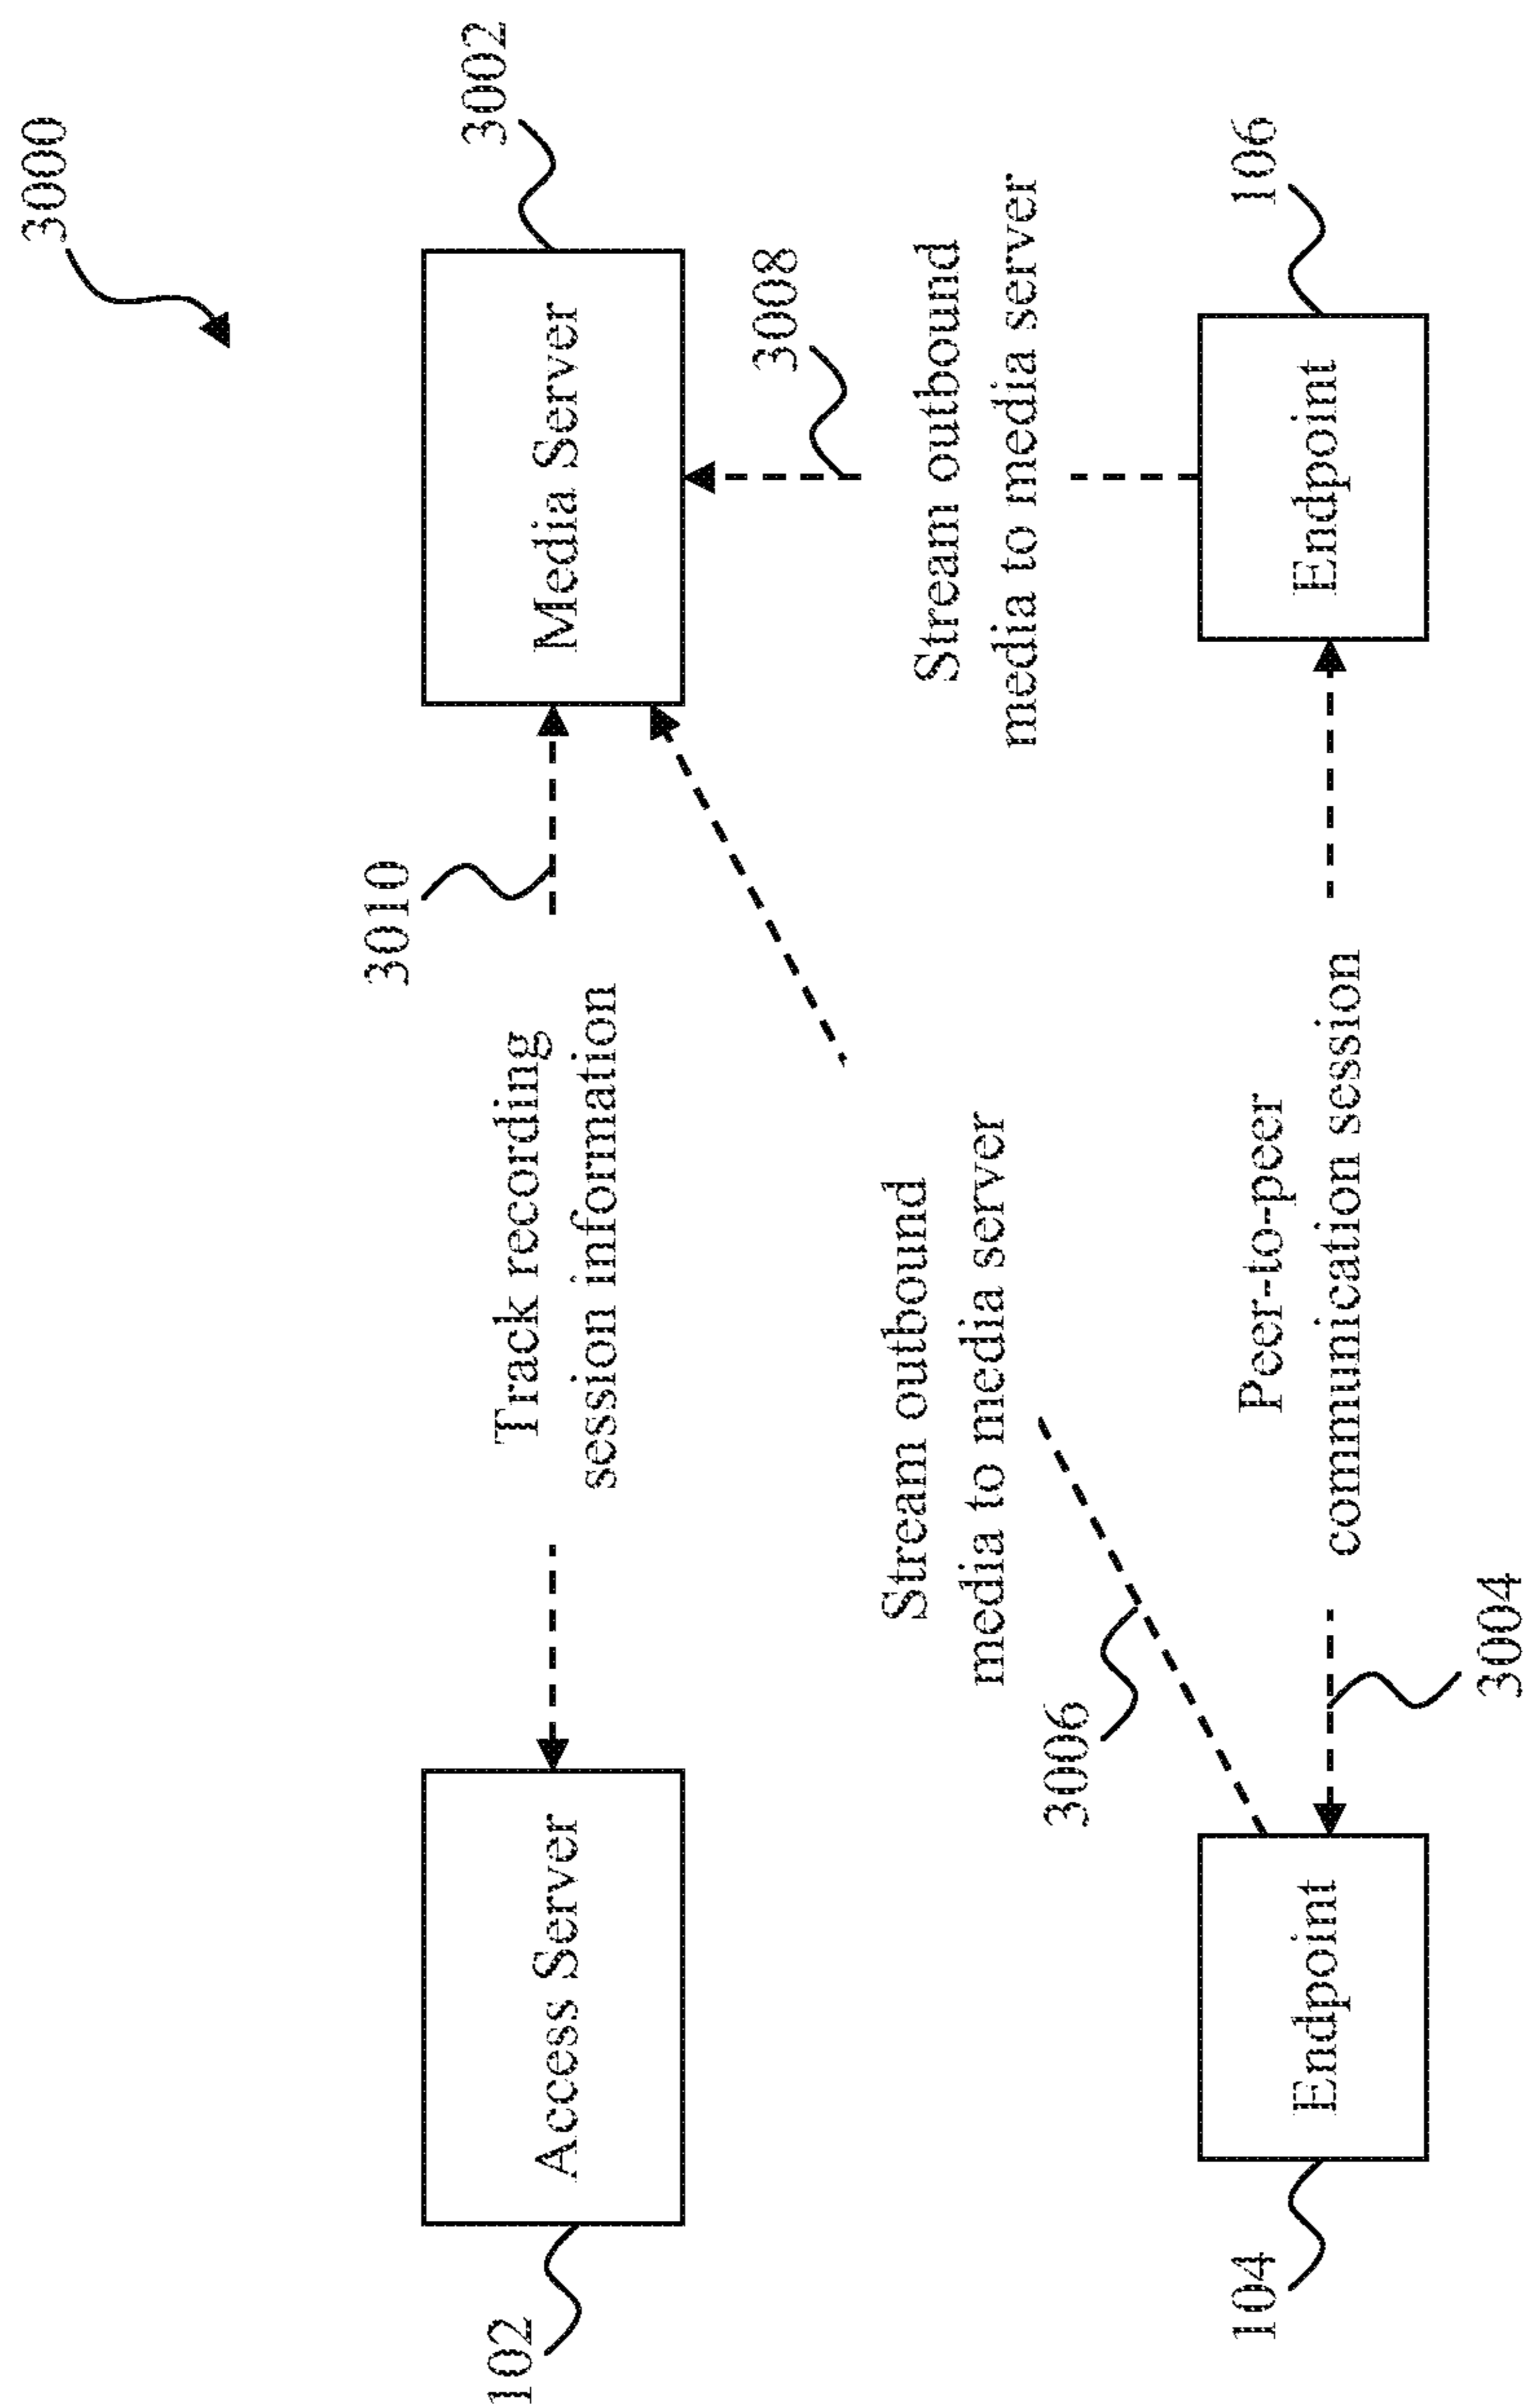 3000
102
Access Server
3010
Track recording
session information
Media Server
3002
3006
Stream outbound
media to media server
3008
Stream outbound
media to media server
104
Endpoint
3004
Peer-to-peer
communication session
Endpoint
106